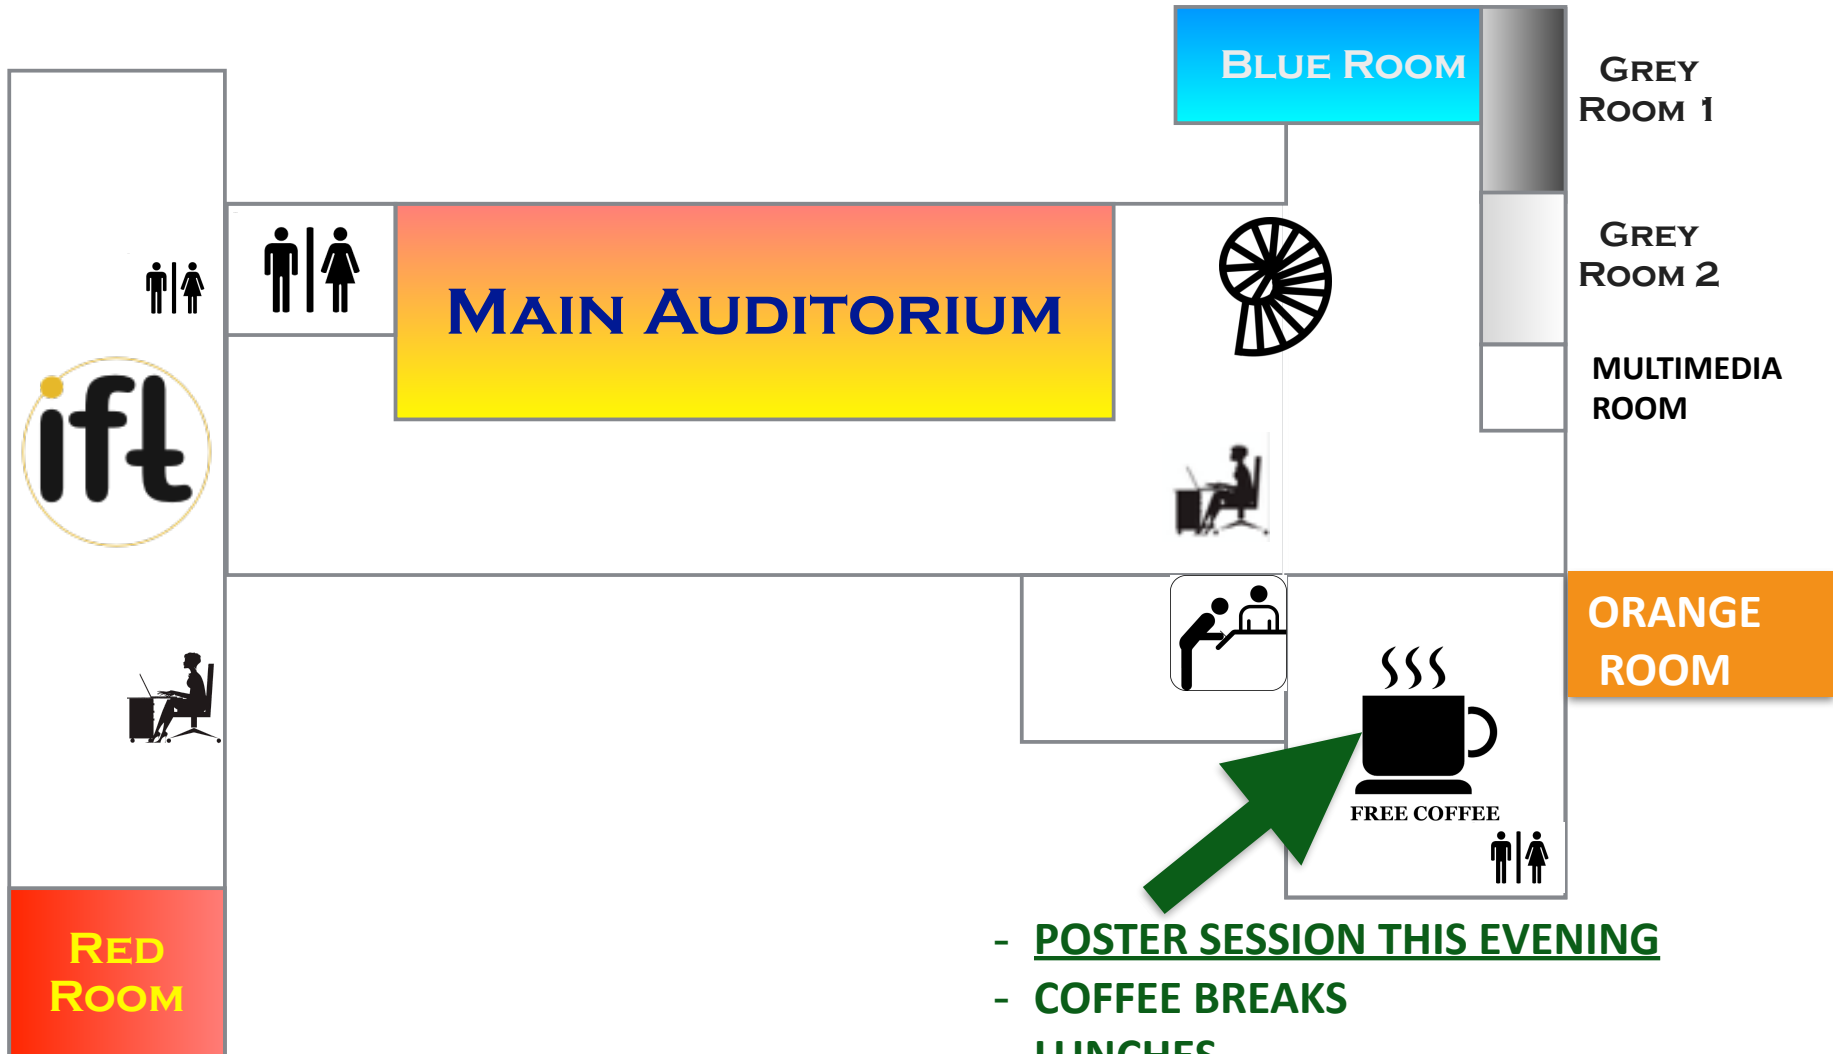 BLUE ROOM
GREY
ROOM 1
GREY
ROOM 2
MAIN AUDITORIUM
MULTIMEDIA
ROOM
ift
ORANGE
ROOM
FREE COFFEE
RED
ROOM
- POSTER SESSION THIS EVENING
- COFFEE BREAKS
LUNCHES